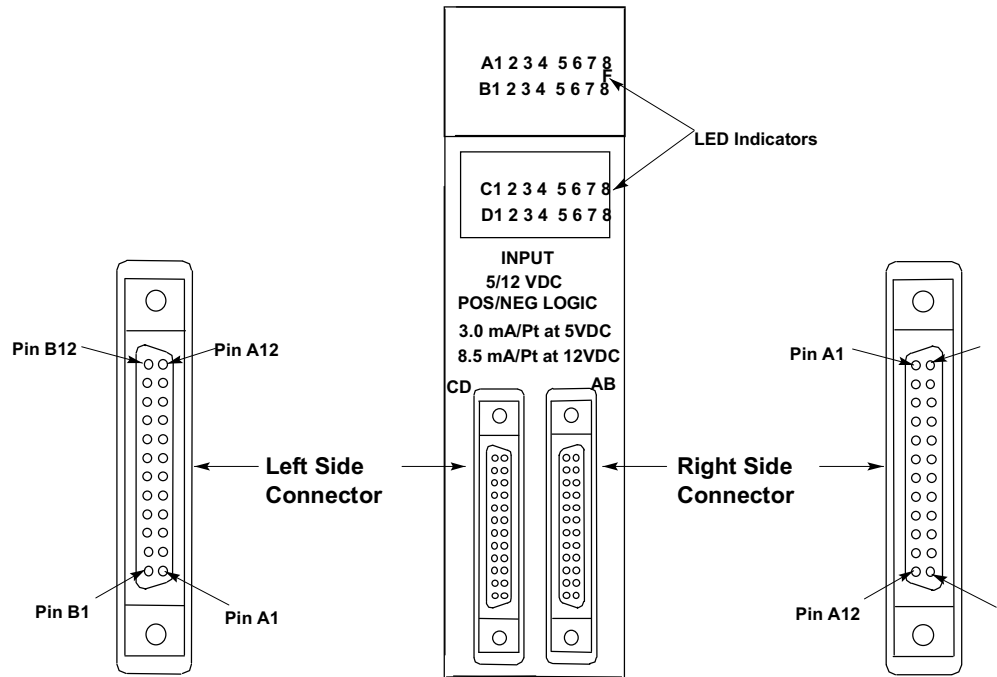 A1 2 3 4 5 6 7 8
F
B1 2 3 4 5 6 7 8
LED Indicators
C1 2 3 4 5 6 7 8
D1 2 3 4 5 6 7 8
INPUT
5/12 VDC
POS/NEG LOGIC
3.0 mA/Pt at 5VDC
8.5 mA/Pt at 12VDC
Pin B12
Pin A12
Pin A1
CD
AB
Left Side
Connector
Right Side
Connector
Pin B1
Pin A1
Pin A12